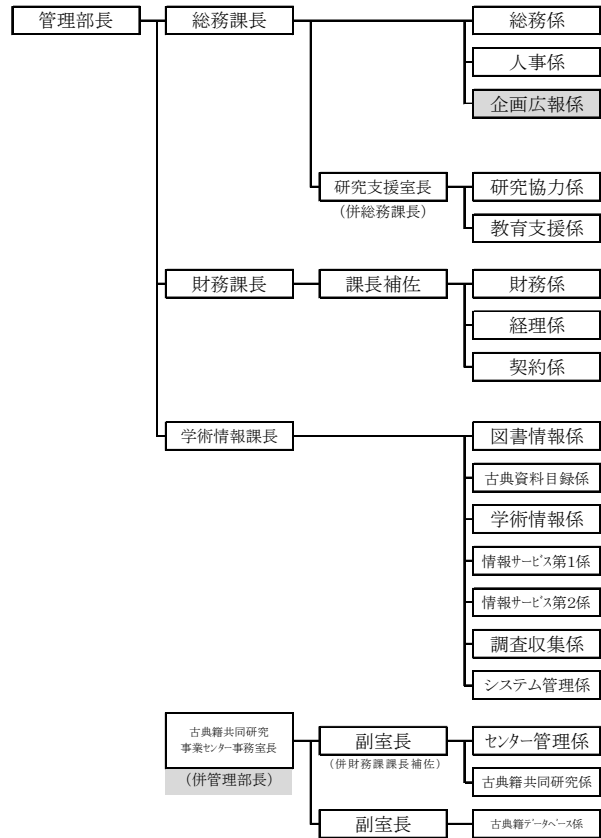 管理部長
総務課長
総務係
人事係
企画広報係
研究支援室長
(併総務課長)
研究協力係
教育支援係
財務課長
課長補佐
財務係
経理係
契約係
学術情報課長
図書情報係
古典資料目録係
学術情報係
情報サービス第1係
情報サービス第2係
調査収集係
システム管理係
古典籍共同研究
事業センター事務室長
(併管理部長)
副室長
(併財務課課長補佐)
センター管理係
古典籍共同研究係
副室長
古典籍データベース係